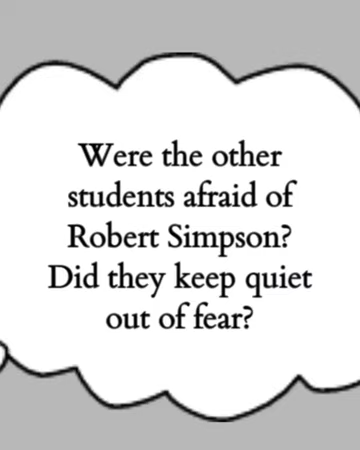 Were the other
students afraid of
Robert Simpson?
Did they keep quiet
out of fear?